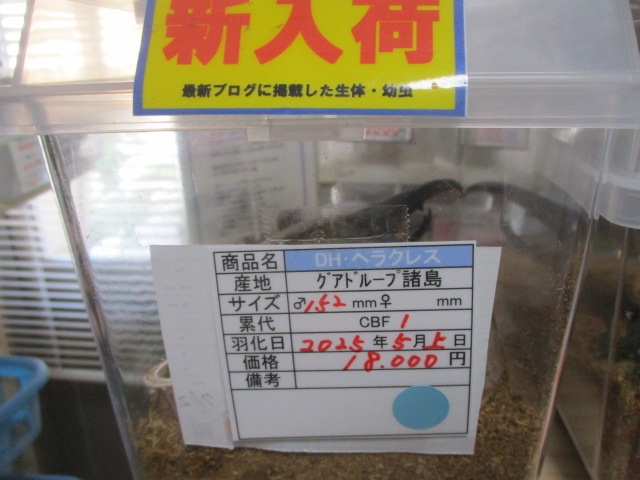 新入荷
最新ブログに掲載した生体・幼虫
商品名 DH・ヘラクレス
産地 グアドループ諸島
サイズ ♂152mm♀ mm
累代 CBF1
羽化日 2025年5月5日
価格 18.000円
備考